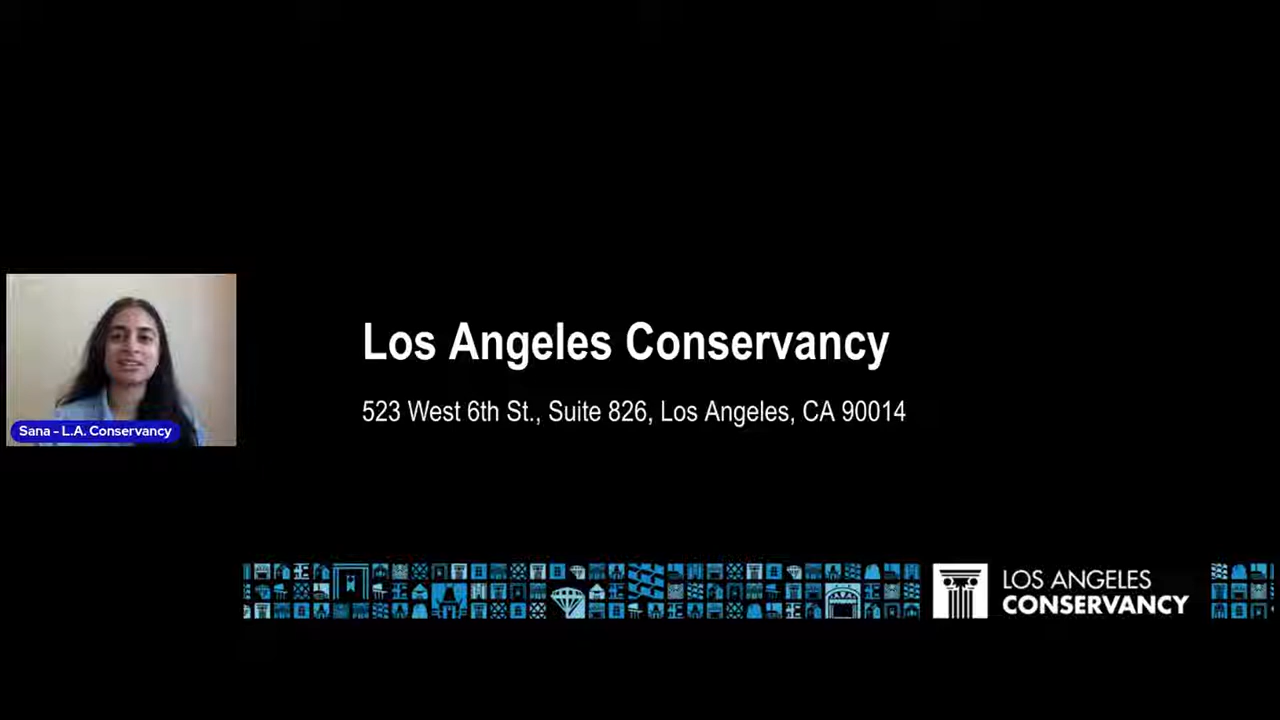 Los Angeles Conservancy
523 West 6th St., Suite 826, Los Angeles, CA 90014
Sana - L.A. Conservancy
LOS ANGELES
CONSERVANCY